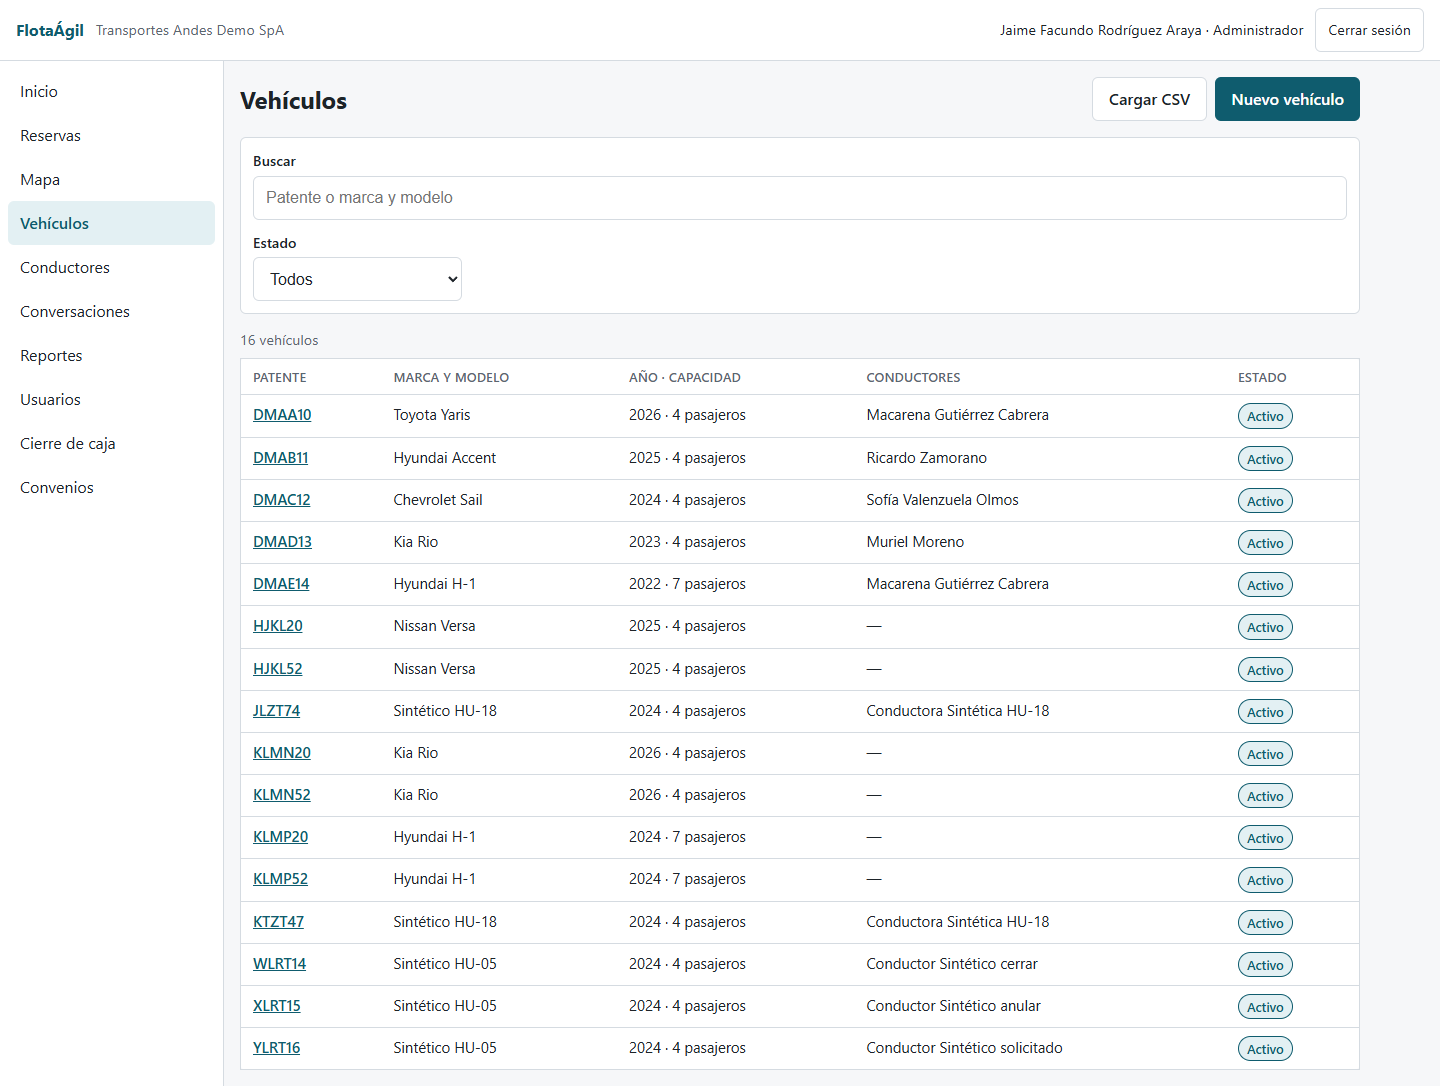 FlotaÁgil Transportes Andes Demo SpA Jaime Facundo Rodríguez Araya · Administrador Cerrar sesión
Inicio
Reservas
Mapa
Vehículos
Conductores
Conversaciones
Reportes
Usuarios
Cierre de caja
Convenios
Vehículos Cargar CSV Nuevo vehículo
Buscar
Patente o marca y modelo
Estado
Todos
16 vehículos
PATENTE MARCA Y MODELO AÑO · CAPACIDAD CONDUCTORES ESTADO
DMAA10 Toyota Yaris 2026 · 4 pasajeros Macarena Gutiérrez Cabrera Activo
DMAB11 Hyundai Accent 2025 · 4 pasajeros Ricardo Zamorano Activo
DMAC12 Chevrolet Sail 2024 · 4 pasajeros Sofía Valenzuela Olmos Activo
DMAD13 Kia Rio 2023 · 4 pasajeros Muriel Moreno Activo
DMAE14 Hyundai H-1 2022 · 7 pasajeros Macarena Gutiérrez Cabrera Activo
HJKL20 Nissan Versa 2025 · 4 pasajeros — Activo
HJKL52 Nissan Versa 2025 · 4 pasajeros — Activo
JLZT74 Sintético HU-18 2024 · 4 pasajeros Conductora Sintética HU-18 Activo
KLMN20 Kia Rio 2026 · 4 pasajeros — Activo
KLMN52 Kia Rio 2026 · 4 pasajeros — Activo
KLMP20 Hyundai H-1 2024 · 7 pasajeros — Activo
KLMP52 Hyundai H-1 2024 · 7 pasajeros — Activo
KTZT47 Sintético HU-18 2024 · 4 pasajeros Conductora Sintética HU-18 Activo
WLRT14 Sintético HU-05 2024 · 4 pasajeros Conductor Sintético cerrar Activo
XLRT15 Sintético HU-05 2024 · 4 pasajeros Conductor Sintético anular Activo
YLRT16 Sintético HU-05 2024 · 4 pasajeros Conductor Sintético solicitado Activo